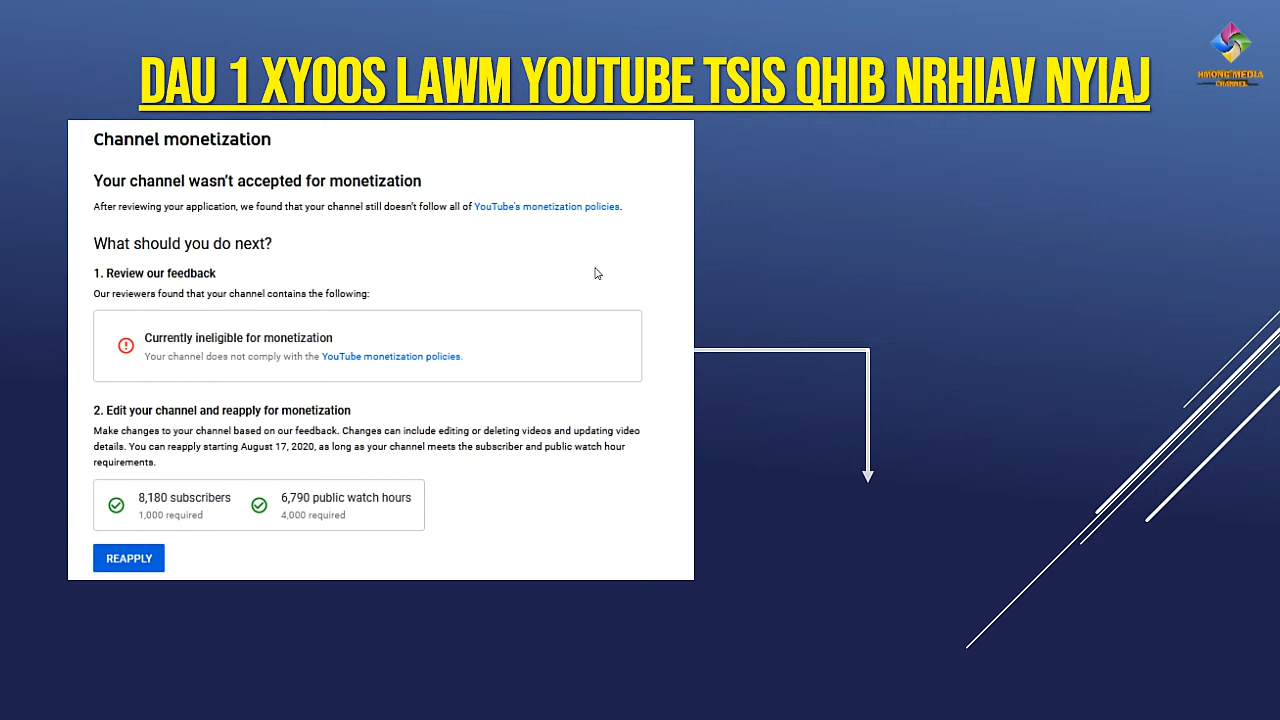 DAU 1 XYOOS LAWM YOUTUBE TSIS QHIB NRHIAV NYIAJ
HMONG MEDIA
CHANNEL
Channel monetization
Your channel wasn't accepted for monetization
After reviewing your application, we found that your channel still doesn't follow all of YouTube's monetization policies.
What should you do next?
1. Review our feedback
Our reviewers found that your channel contains the following:
Currently ineligible for monetization
Your channel does not comply with the YouTube monetization policies.
2. Edit your channel and reapply for monetization
Make changes to your channel based on our feedback. Changes can include editing or deleting videos and updating video
details. You can reapply starting August 17, 2020, as long as your channel meets the subscriber and public watch hour
requirements.
8,180 subscribers 6,790 public watch hours
1,000 required 4,000 required
REAPPLY